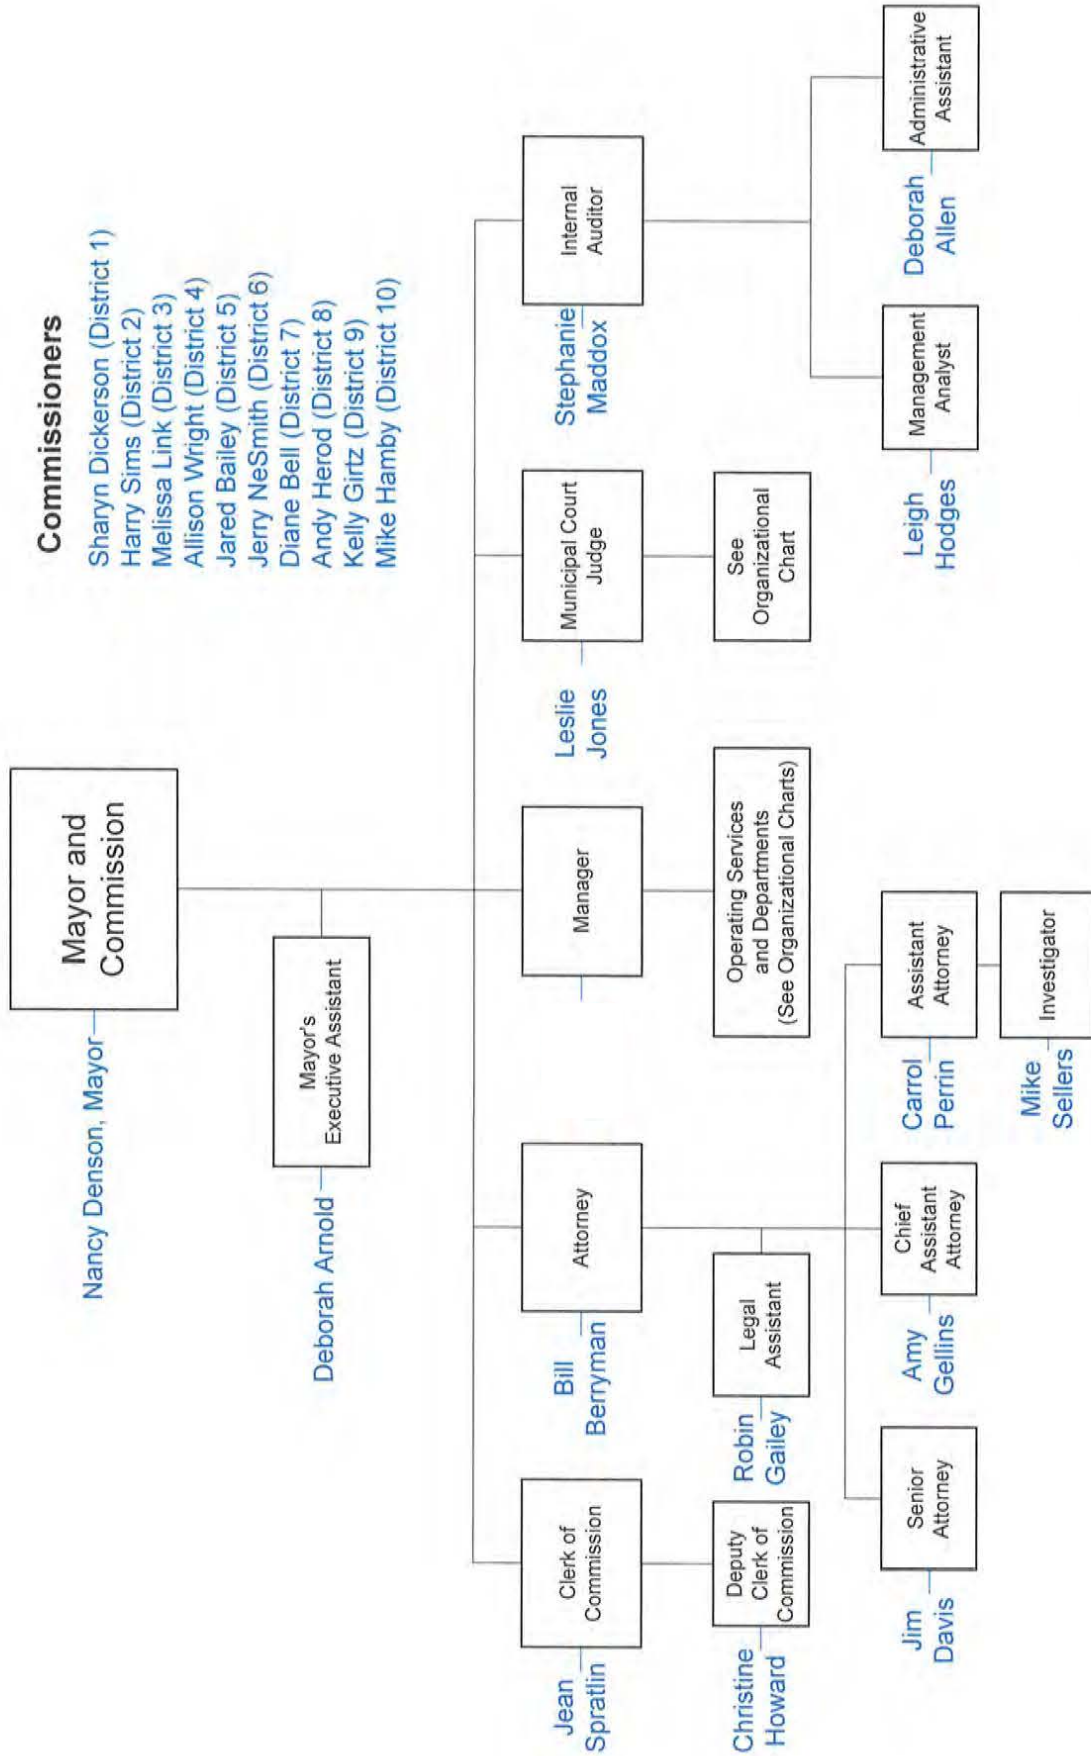 Mayor and
Commission
Nancy Denson, Mayor
Commissioners
Sharyn Dickerson (District 1)
Harry Sims (District 2)
Melissa Link (District 3)
Allison Wright (District 4)
Jared Bailey (District 5)
Jerry NeSmith (District 6)
Diane Bell (District 7)
Andy Herod (District 8)
Kelly Girtz (District 9)
Mike Hamby (District 10)
Deborah Arnold
Mayor's
Executive Assistant
Jean
Spratlin
Clerk of
Commission
Bill
Berryman
Attorney
Manager
Leslie
Jones
Municipal Court
Judge
Stephanie
Maddox
Internal
Auditor
Christine
Howard
Deputy
Clerk of
Commission
Robin
Gailey
Legal
Assistant
Operating Services
and Departments
(See Organizational Charts)
See
Organizational
Chart
Jim
Davis
Senior
Attorney
Amy
Gellins
Chief
Assistant
Attorney
Carrol
Perrin
Assistant
Attorney
Leigh
Hodges
Management
Analyst
Deborah
Allen
Administrative
Assistant
Mike
Sellers
Investigator